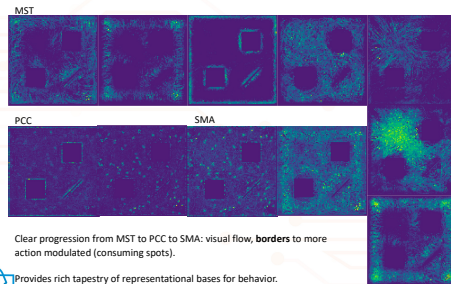 MST
PCC
SMA
Clear progression from MST to PCC to SMA: visual flow, borders to more
action modulated (consuming spots).
Provides rich tapestry of representational bases for behavior.